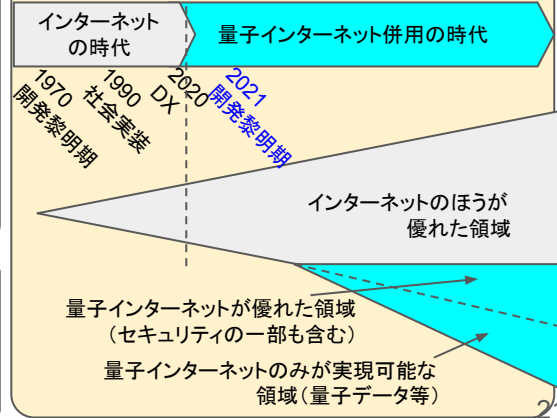 インターネット
の時代
量子インターネット併用の時代
1970
開発黎明期
1990
社会実装
2020
DX
2021
開発黎明期
インターネットのほうが
優れた領域
量子インターネットが優れた領域
（セキュリティの一部も含む）
量子インターネットのみが実現可能な
領域（量子データ等）